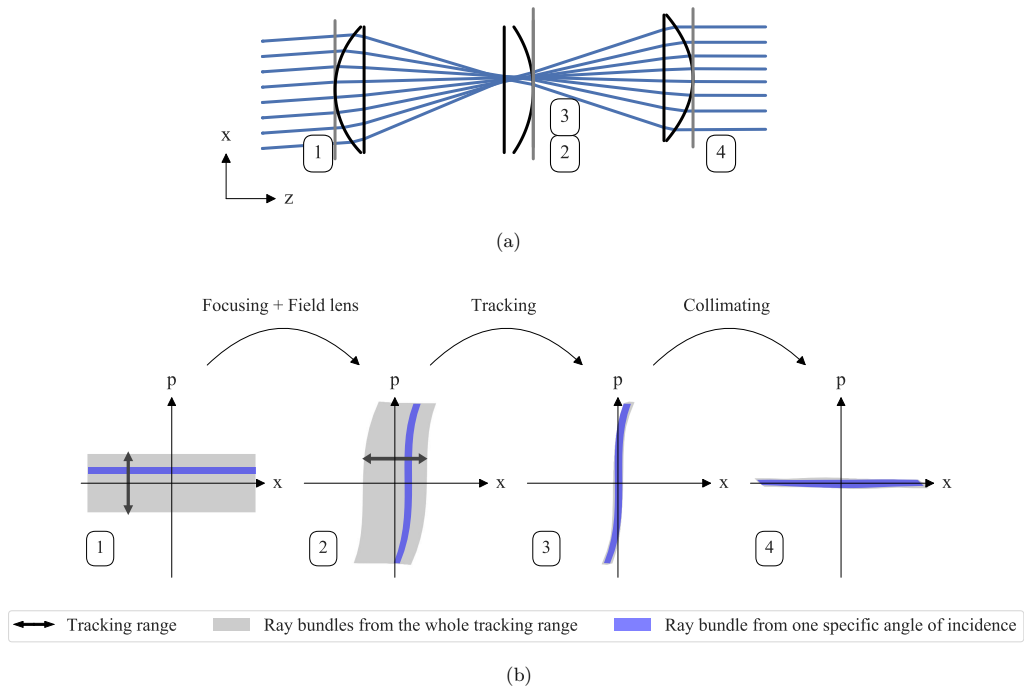 x
z
1
3
2
4
(a)
Focusing + Field lens
Tracking
Collimating
p
p
p
p
x
x
x
x
1
2
3
4
Tracking range
Ray bundles from the whole tracking range
Ray bundle from one specific angle of incidence
(b)